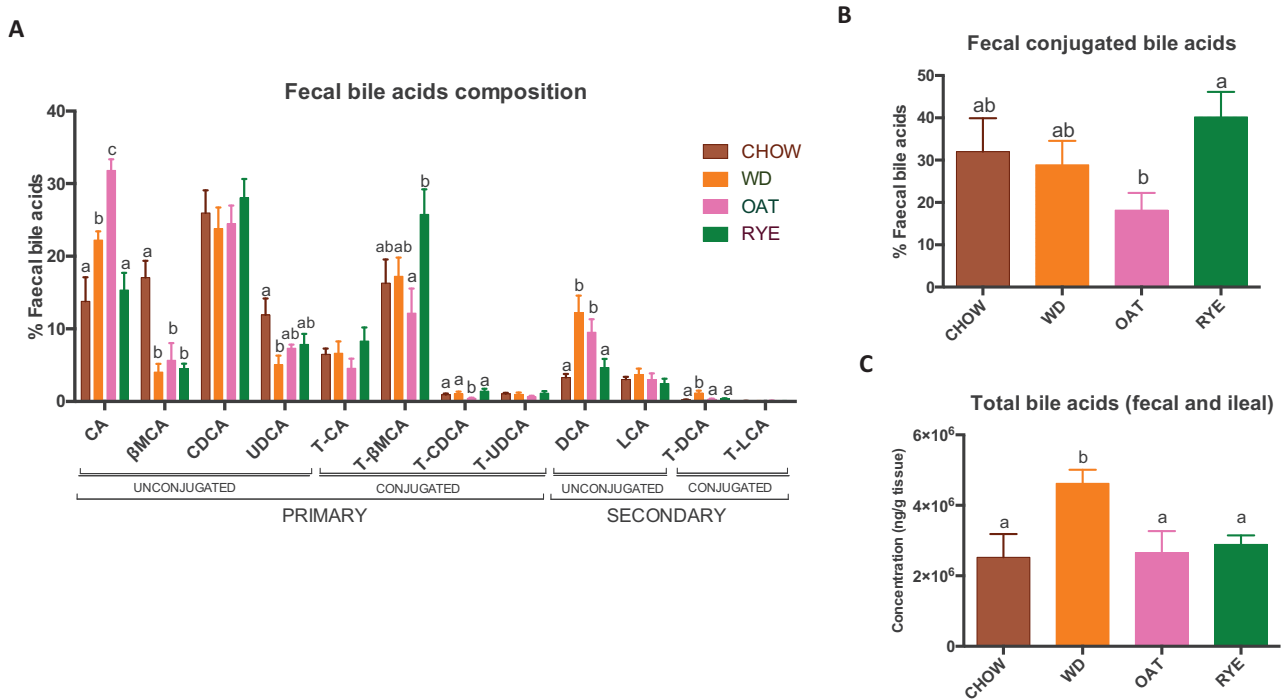 A
Fecal bile acids composition
% Faecal bile acids
40
30
20
10
0
CHOW
WD
OAT
RYE
a b c a
a b b b
a b ab ab
ab ab a b
a a b a
a b b a
a b a a
CA βMCA CDCA UDCA T-CA T-βMCA T-CDCA T-UDCA DCA LCA T-DCA T-LCA
UNCONJUGATED CONJUGATED UNCONJUGATED CONJUGATED
PRIMARY SECONDARY
B
Fecal conjugated bile acids
% Faecal bile acids
50
40
30
20
10
0
ab ab b a
CHOW WD OAT RYE
C
Total bile acids (fecal and ileal)
Concentration (ng/g tissue)
6×10⁶
4×10⁶
2×10⁶
0
a b a a
CHOW WD OAT RYE